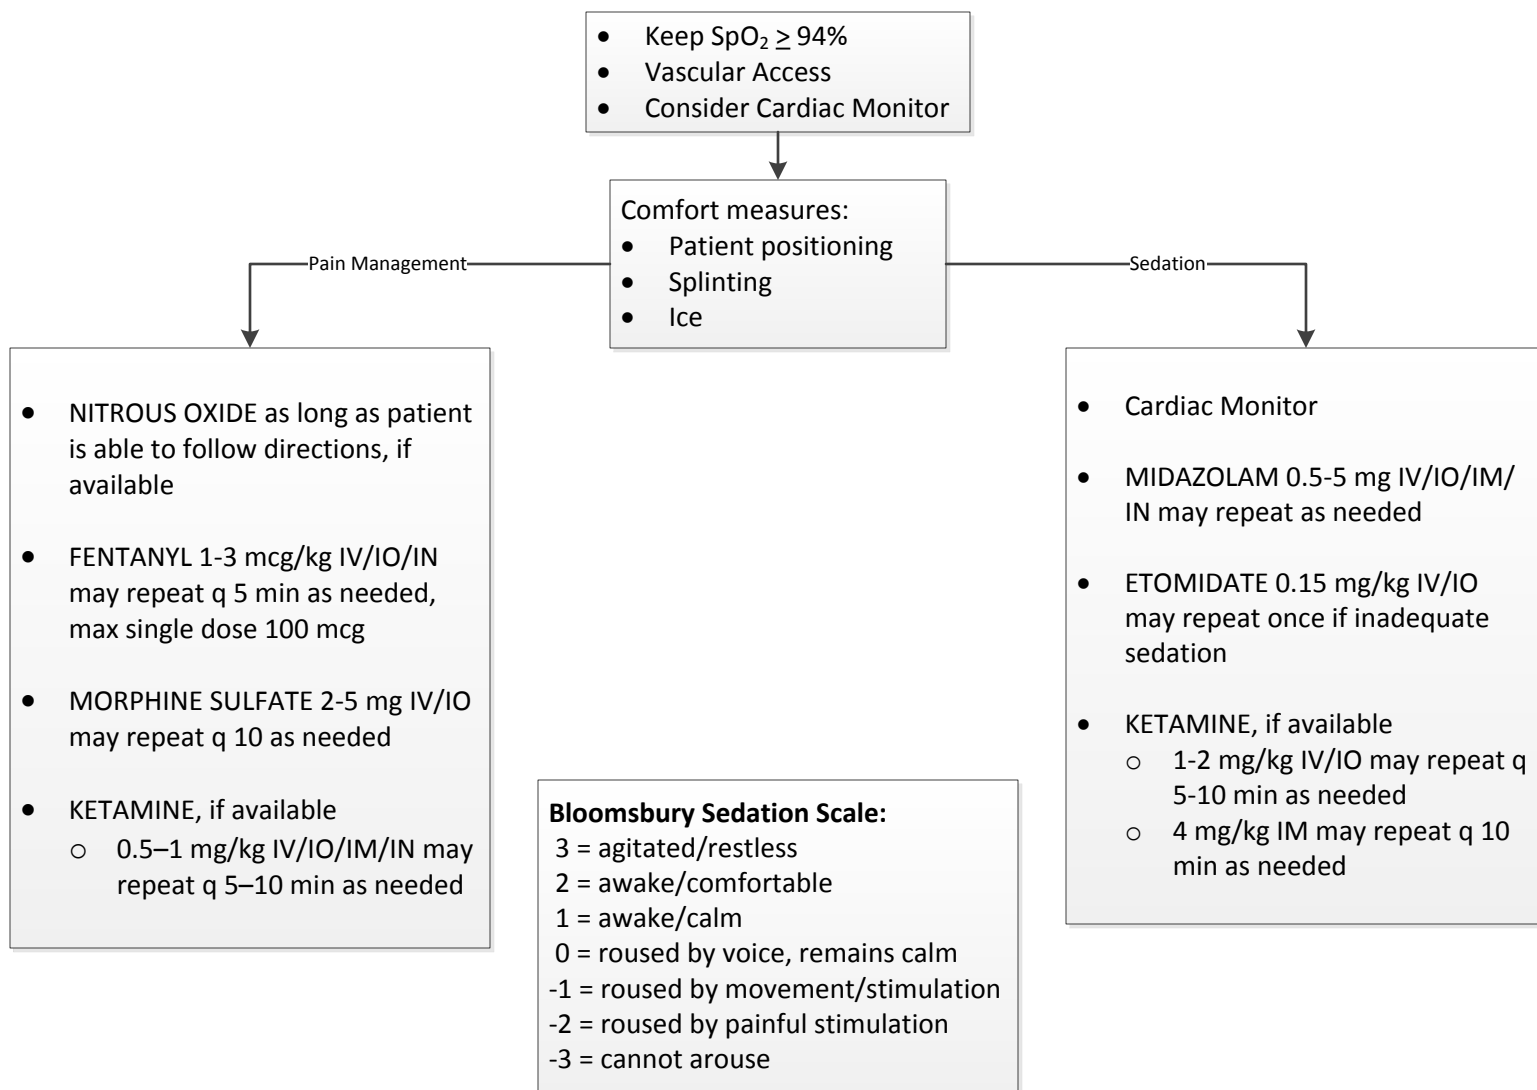 • Keep SpO₂ ≥ 94%
• Vascular Access
• Consider Cardiac Monitor
Comfort measures:
• Patient positioning
• Splinting
• Ice
Pain Management
Sedation
• NITROUS OXIDE as long as patient
is able to follow directions, if
available
• FENTANYL 1-3 mcg/kg IV/IO/IN
may repeat q 5 min as needed,
max single dose 100 mcg
• MORPHINE SULFATE 2-5 mg IV/IO
may repeat q 10 as needed
• KETAMINE, if available
o 0.5–1 mg/kg IV/IO/IM/IN may
repeat q 5–10 min as needed
• Cardiac Monitor
• MIDAZOLAM 0.5-5 mg IV/IO/IM/
IN may repeat as needed
• ETOMIDATE 0.15 mg/kg IV/IO
may repeat once if inadequate
sedation
• KETAMINE, if available
o 1-2 mg/kg IV/IO may repeat q
5-10 min as needed
o 4 mg/kg IM may repeat q 10
min as needed
Bloomsbury Sedation Scale:
3 = agitated/restless
2 = awake/comfortable
1 = awake/calm
0 = roused by voice, remains calm
-1 = roused by movement/stimulation
-2 = roused by painful stimulation
-3 = cannot arouse